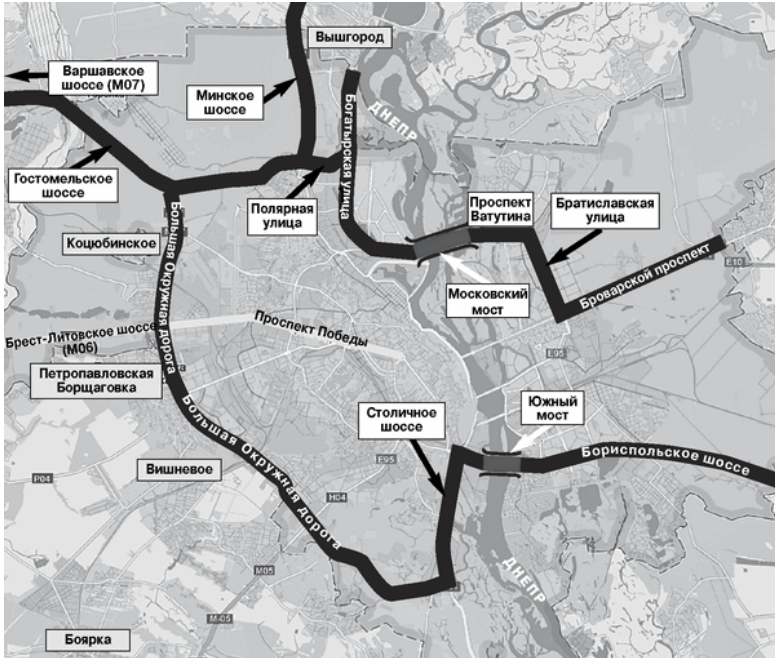 Вышгород
Варшавское
шоссе (М07)
Минское
шоссе
ДНЕПР
Богатырская улица
Гостомельское
шоссе
Полярная
улица
Проспект
Ватутина
Братиславская
улица
Коцюбинское
Большая Окружная дорога
E10
Броварской проспект
Московский
мост
Брест-Литовское шоссе
(М06)
Проспект Победы
E95
Петропавловская
Борщаговка
Столичное
шоссе
Южный
мост
Большая Окружная дорога
Бориспольское шоссе
Вишневое
E95
P04
H04
ДНЕПР
M05
M-05
Боярка